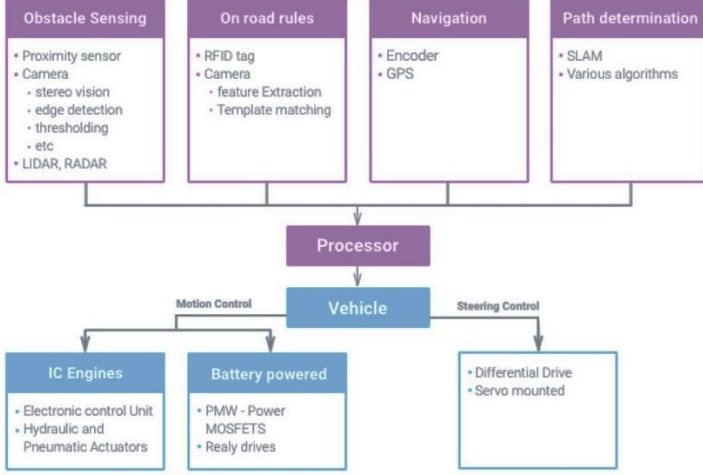 Obstacle Sensing
• Proximity sensor
• Camera
• stereo vision
• edge detection
• thresholding
• etc
• LIDAR, RADAR
On road rules
• RFID tag
• Camera
• feature Extraction
• Template matching
Navigation
• Encoder
• GPS
Path determination
• SLAM
• Various algorithms
Processor
Vehicle
Motion Control
Steering Control
IC Engines
• Electronic control Unit
• Hydraulic and
Pneumatic Actuators
Battery powered
• PMW - Power
MOSFETS
• Realy drives
• Differential Drive
• Servo mounted